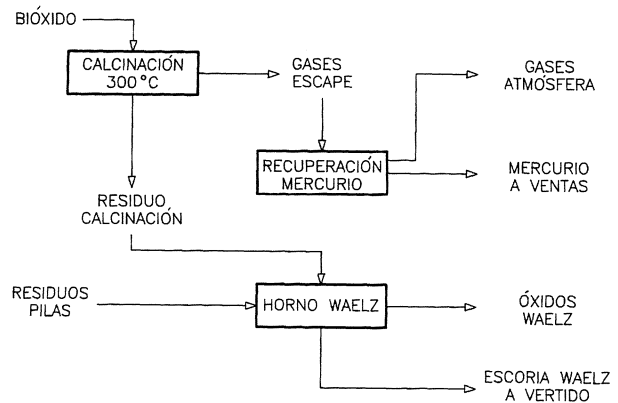 BIÓXIDO
CALCINACIÓN
300°C
GASES
ESCAPE
GASES
ATMÓSFERA
RECUPERACIÓN
MERCURIO
MERCURIO
A VENTAS
RESIDUO
CALCINACIÓN
RESIDUOS
PILAS
HORNO WAELZ
ÓXIDOS
WAELZ
ESCORIA WAELZ
A VERTIDO